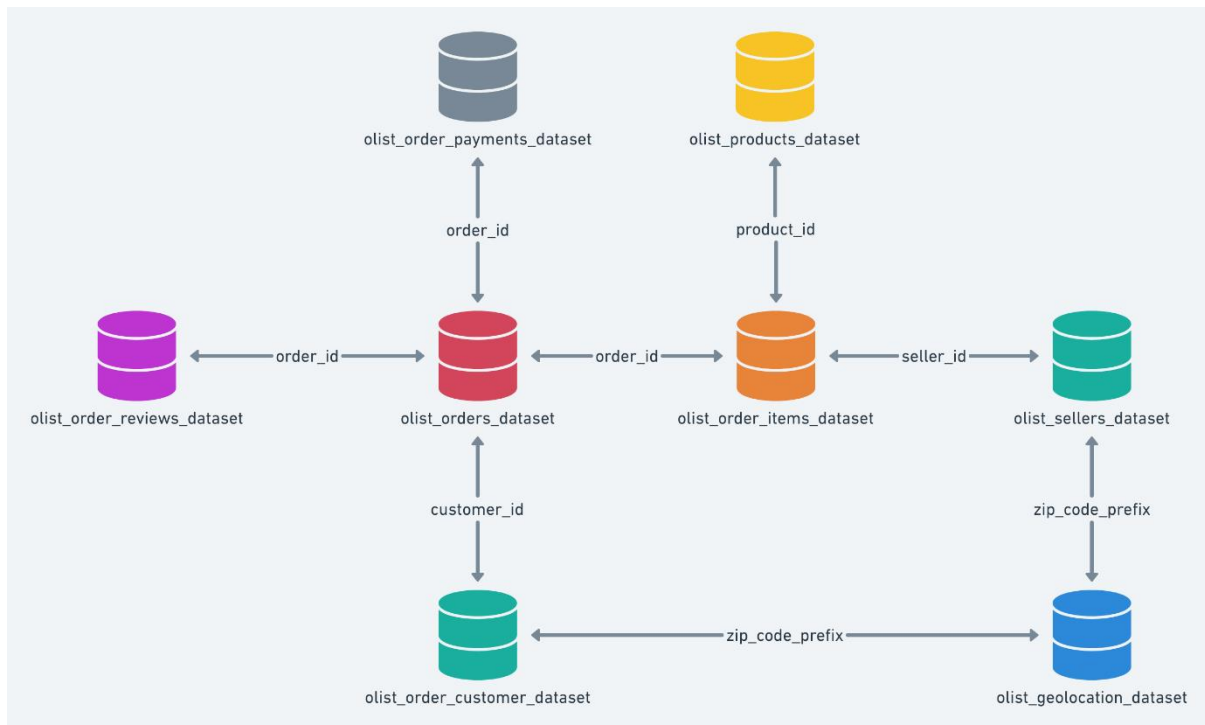 olist_order_payments_dataset
olist_products_dataset
order_id
product_id
order_id
order_id
seller_id
olist_order_reviews_dataset
olist_orders_dataset
olist_order_items_dataset
olist_sellers_dataset
customer_id
zip_code_prefix
zip_code_prefix
olist_order_customer_dataset
olist_geolocation_dataset